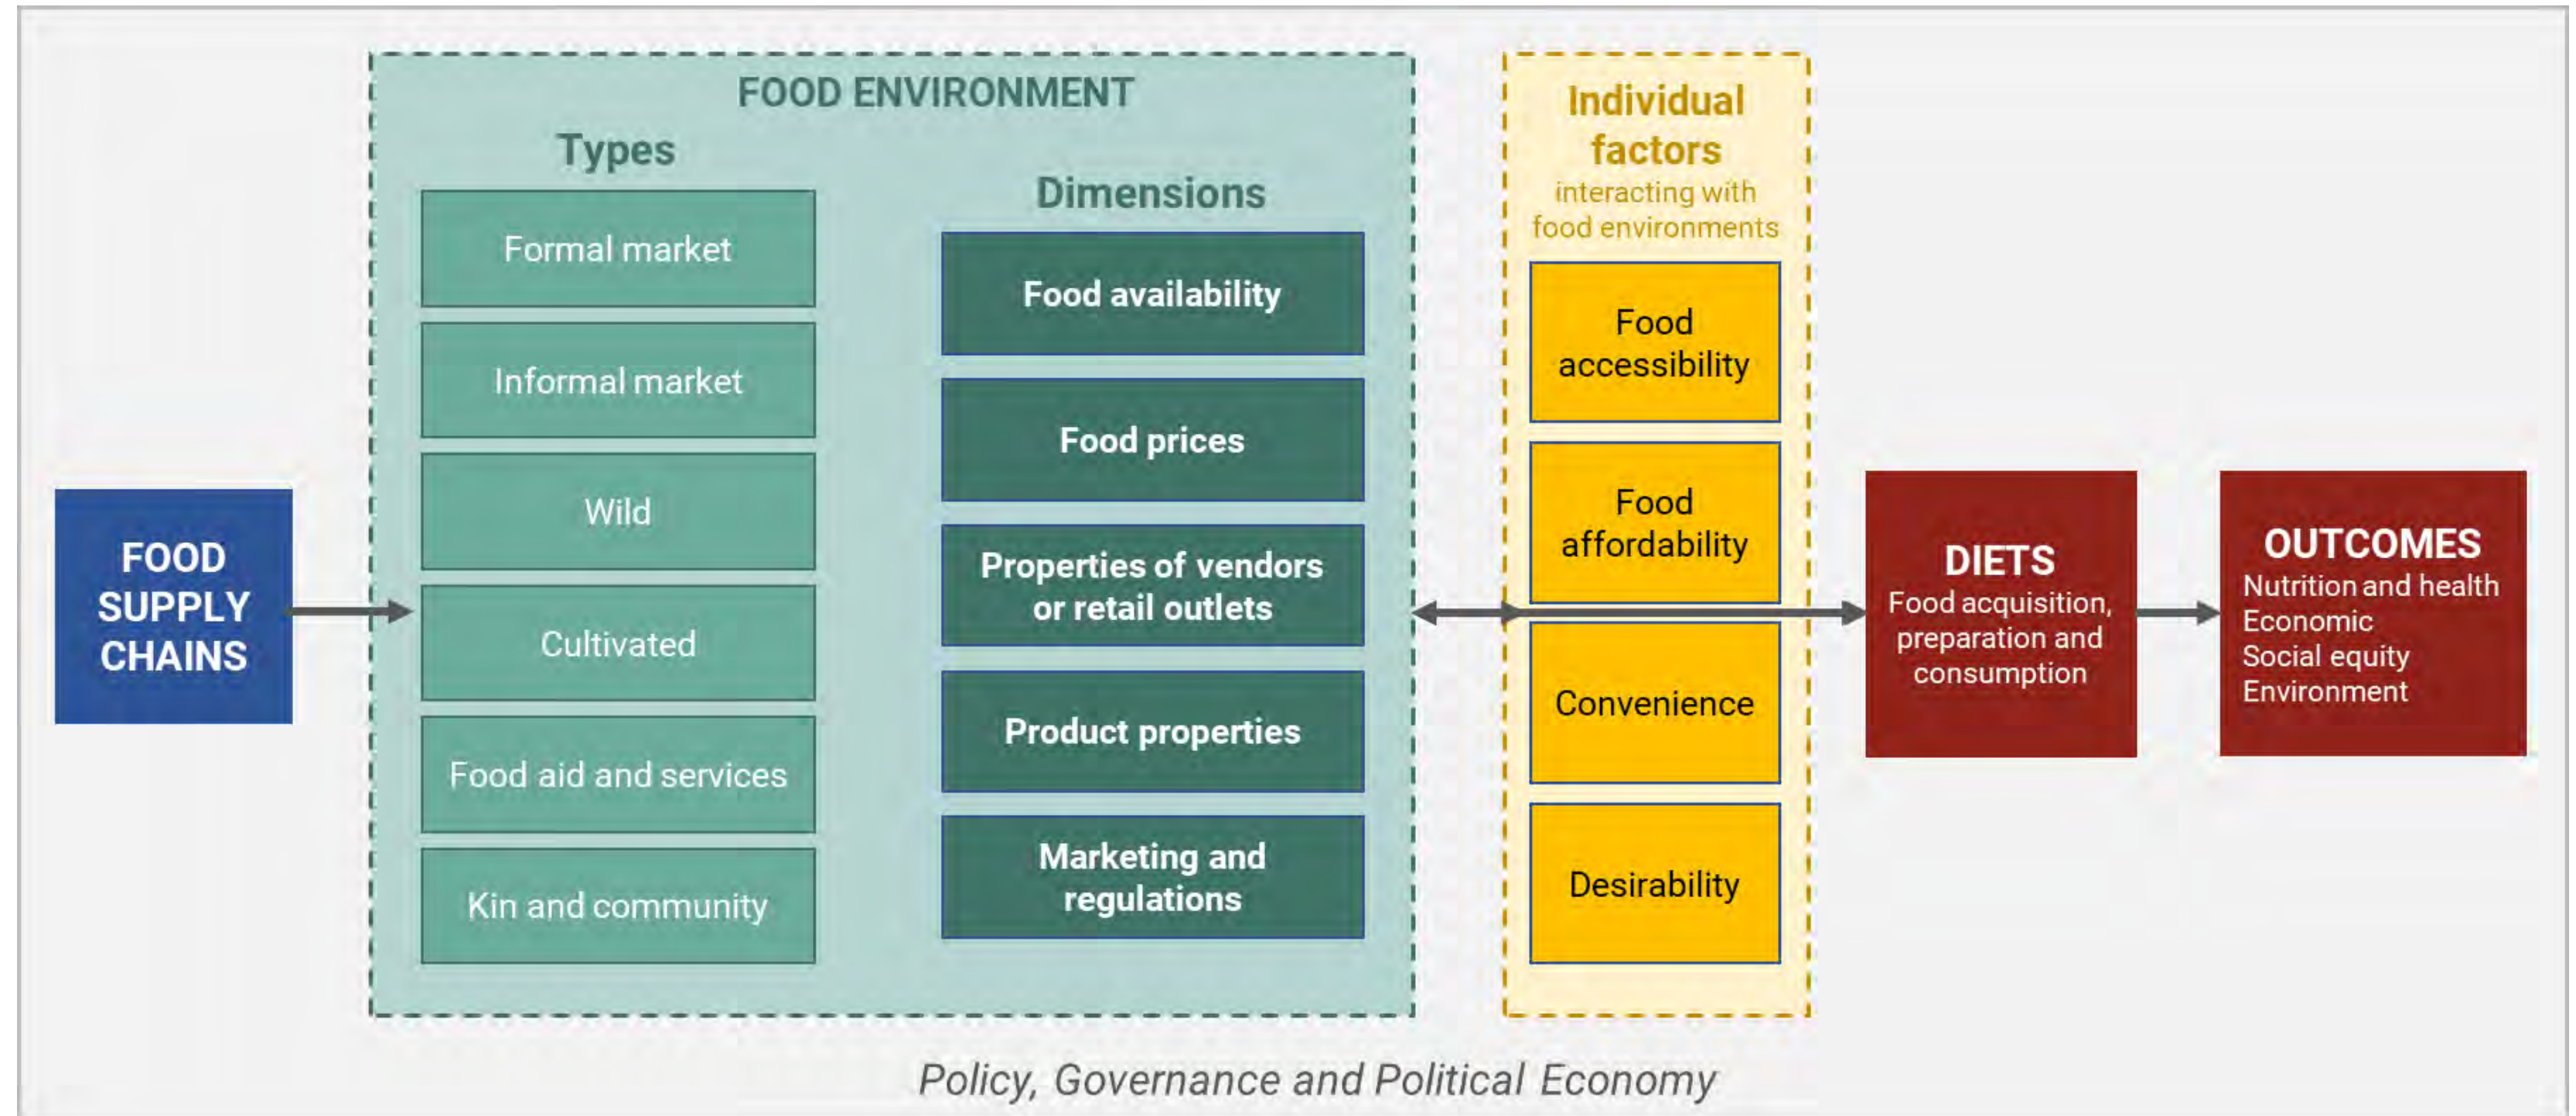 FOOD
SUPPLY
CHAINS
FOOD ENVIRONMENT
Types
Formal market
Informal market
Wild
Cultivated
Food aid and services
Kin and community
Dimensions
Food availability
Food prices
Properties of vendors
or retail outlets
Product properties
Marketing and
regulations
Individual
factors
interacting with
food environments
Food
accessibility
Food
affordability
Convenience
Desirability
DIETS
Food acquisition,
preparation and
consumption
OUTCOMES
Nutrition and health
Economic
Social equity
Environment
Policy, Governance and Political Economy